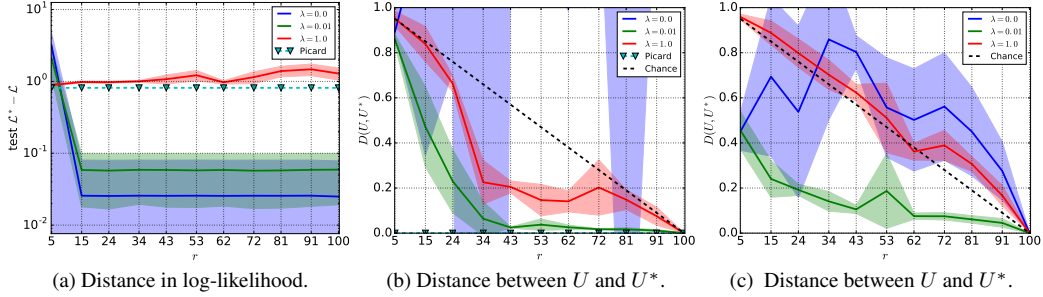 test ℒ* − ℒ
10¹
10⁰
10⁻¹
10⁻²
λ = 0.0
λ = 0.01
λ = 1.0
Picard
5 15 24 34 43 53 62 72 81 91 100
r
(a) Distance in log-likelihood.
D(U, U*)
1.0
0.8
0.6
0.4
0.2
0.0
λ = 0.0
λ = 0.01
λ = 1.0
Picard
Chance
5 15 24 34 43 53 62 72 81 91 100
r
(b) Distance between U and U*.
D(U, U*)
1.0
0.8
0.6
0.4
0.2
0.0
λ = 0.0
λ = 0.01
λ = 1.0
Chance
5 15 24 34 43 53 62 72 81 91 100
r
(c) Distance between U and U*.